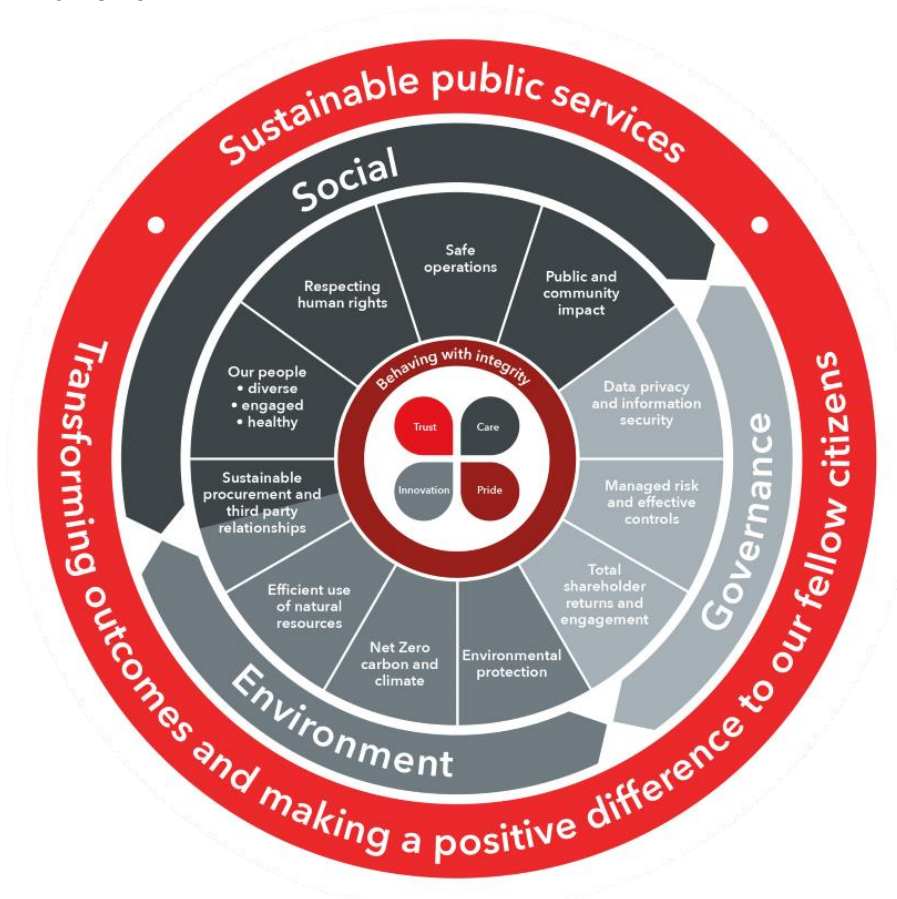 Sustainable public services
Transforming outcomes and making a positive difference to our fellow citizens
Social
Governance
Environment
Safe
operations
Public and
community
impact
Data privacy
and information
security
Managed risk
and effective
controls
Total
shareholder
returns and
engagement
Environmental
protection
Net Zero
carbon and
climate
Efficient use
of natural
resources
Sustainable
procurement and
third party
relationships
Our people
• diverse
• engaged
• healthy
Respecting
human rights
Behaving with integrity
Trust
Care
Innovation
Pride